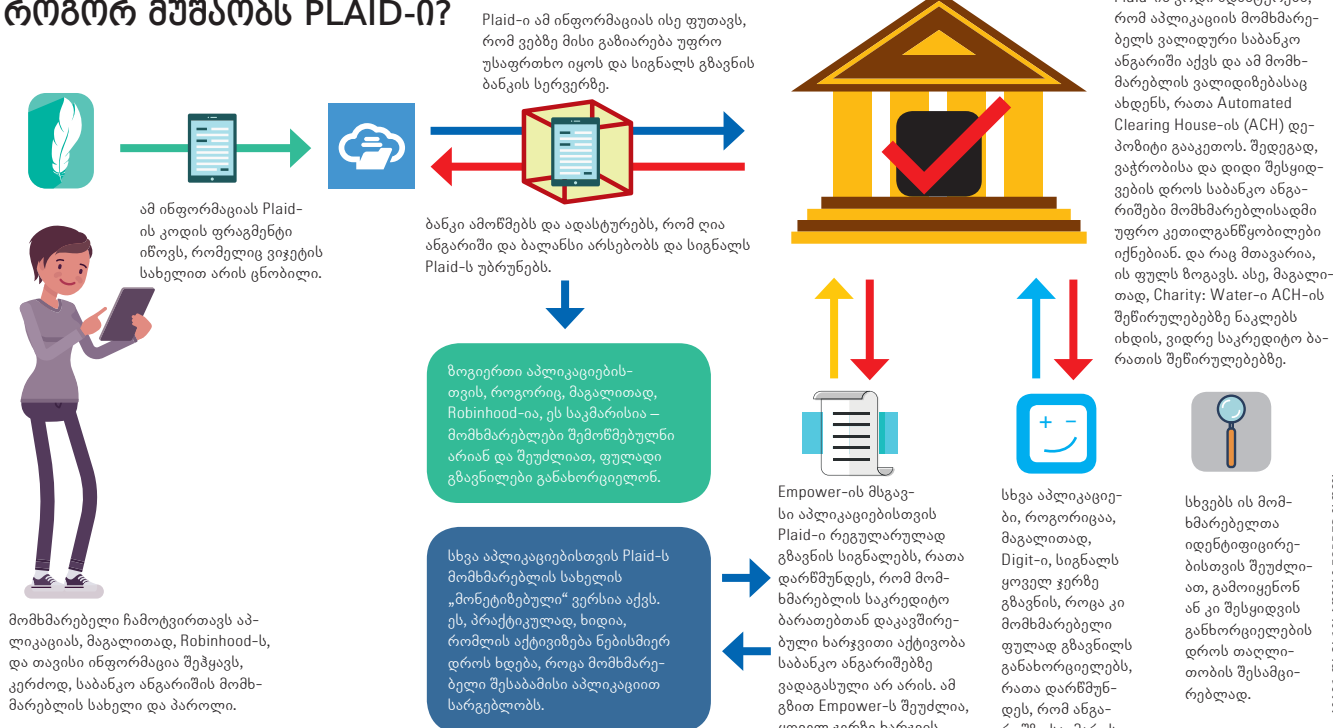 როგორ მუშაობს PLAID-ი?
Plaid-ი ამ ინფორმაციას ისე ფუთავს,
რომ ვებზე მისი გაზიარება უფრო
უსაფრთხო იყოს და სიგნალს გზავნის
ბანკის სერვერზე.
ამ ინფორმაციას Plaid-
ის კოდის ფრაგმენტი
იწოვს, რომელიც ვიჯეტის
სახელით არის ცნობილი.
ბანკი ამოწმებს და ადასტურებს, რომ ღია
ანგარიში და ბალანსი არსებობს და სიგნალს
Plaid-ს უბრუნებს.
მომხმარებელი ჩამოტვირთავს აპ-
ლიკაციას, მაგალითად, Robinhood-ს,
და თავისი ინფორმაცია შეჰყავს,
კერძოდ, საბანკო ანგარიშის მომხ-
მარებლის სახელი და პაროლი.
ზოგიერთი აპლიკაციების-
თვის, როგორიც, მაგალითად,
Robinhood-ია, ეს საკმარისია –
მომხმარებლები შემოწმებულნი
არიან და შეუძლიათ, ფულადი
გზავნილები განახორციელონ.
სხვა აპლიკაციებისთვის Plaid-ს
მომხმარებლის სახელის
„მონეტიზებული“ ვერსია აქვს.
ეს, პრაქტიკულად, ხიდია,
რომლის აქტივიზება ნებისმიერ
დროს ხდება, როცა მომხმარე-
ბელი შესაბამისი აპლიკაციით
სარგებლობს.
Empower-ის მსგავ-
სი აპლიკაციებისთვის
Plaid-ი რეგულარულად
გზავნის სიგნალებს, რათა
დარწმუნდეს, რომ მომ-
ხმარებლის საკრედიტო
ბარათებთან დაკავშირე-
ბული ხარჯვითი აქტივობა
საბანკო ანგარიშებზე
ვადაგასული არ არის. ამ
გზით Empower-ს შეუძლია,
სხვა აპლიკაციე-
ბი, როგორიცაა,
მაგალითად,
Digit-ი, სიგნალს
ყოველ ჯერზე
გზავნის, როცა კი
მომხმარებელი
ფულად გზავნილს
განახორციელებს,
რათა დარწმუნ-
დეს, რომ ანგა-
სხვებს ის მომ-
ხმარებელთა
იდენტიფიცირე-
ბისთვის შეუძლი-
ათ, გამოიყენონ
ან კი შესყიდვის
განხორციელების
დროს თაღლი-
თობის შესამცი-
რებლად.
რომ აპლიკაციის მომხმარე-
ბელს ვალიდური საბანკო
ანგარიში აქვს და ამ მომხ-
მარებლის ვალიდიზებასაც
ახდენს, რათა Automated
Clearing House-ის (ACH) დე-
პოზიტი გააკეთოს. შედეგად,
ვაჭრობისა და დიდი შესყიდ-
ვების დროს საბანკო ანგა-
რიშები მომხმარებლისადმი
უფრო კეთილგანწყობილები
იქნებიან. და რაც მთავარია,
ის ფულს ზოგავს. ასე, მაგალი-
თად, Charity: Water-ი ACH-ის
შეწირულებებზე ნაკლებს
იხდის, ვიდრე საკრედიტო ბა-
რათის შეწირულებებზე.